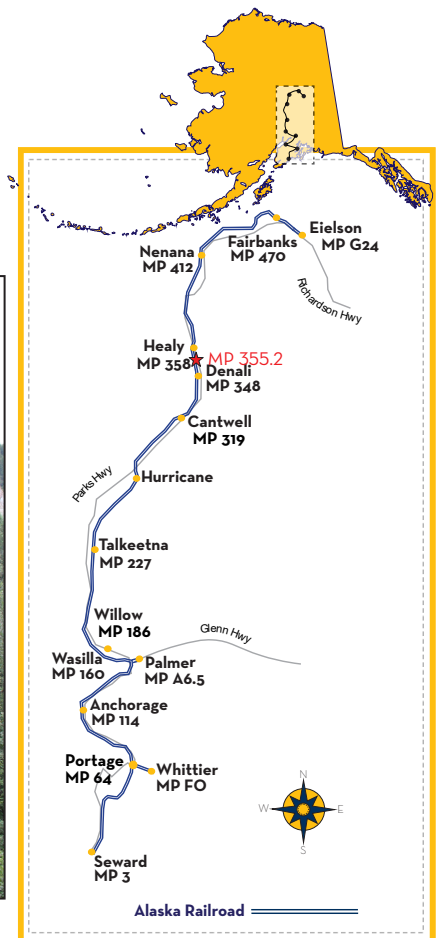 Eielson
MP G24
Fairbanks
MP 470
Nenana
MP 412
Richardson Hwy
Healy
MP 358
MP 355.2
Denali
MP 348
Cantwell
MP 319
Parks Hwy
Hurricane
Talkeetna
MP 227
Willow
MP 186
Glenn Hwy
Wasilla
MP 160
Palmer
MP A6.5
Anchorage
MP 114
Portage
MP 64
Whittier
MP FO
N
W
E
S
Seward
MP 3
Alaska Railroad